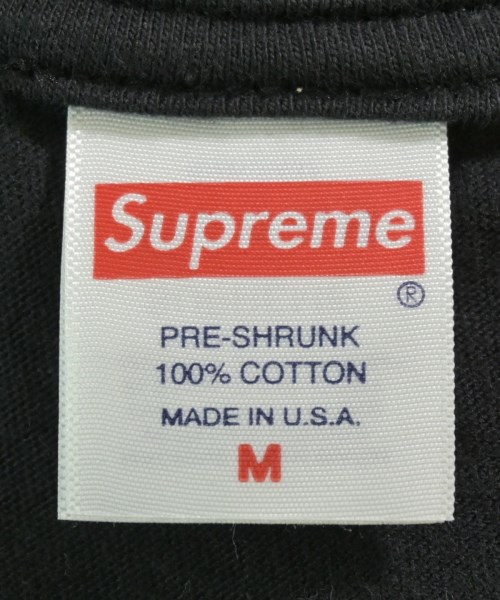 Supreme
®
PRE-SHRUNK
100% COTTON
MADE IN U.S.A.
M